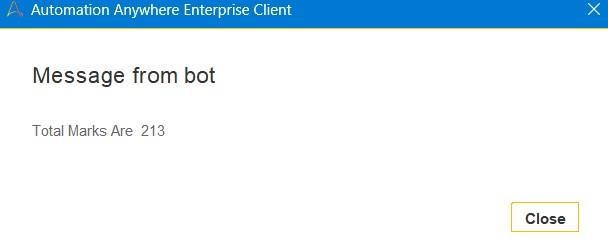 Automation Anywhere Enterprise Client
Message from bot
Total Marks Are  213
Close